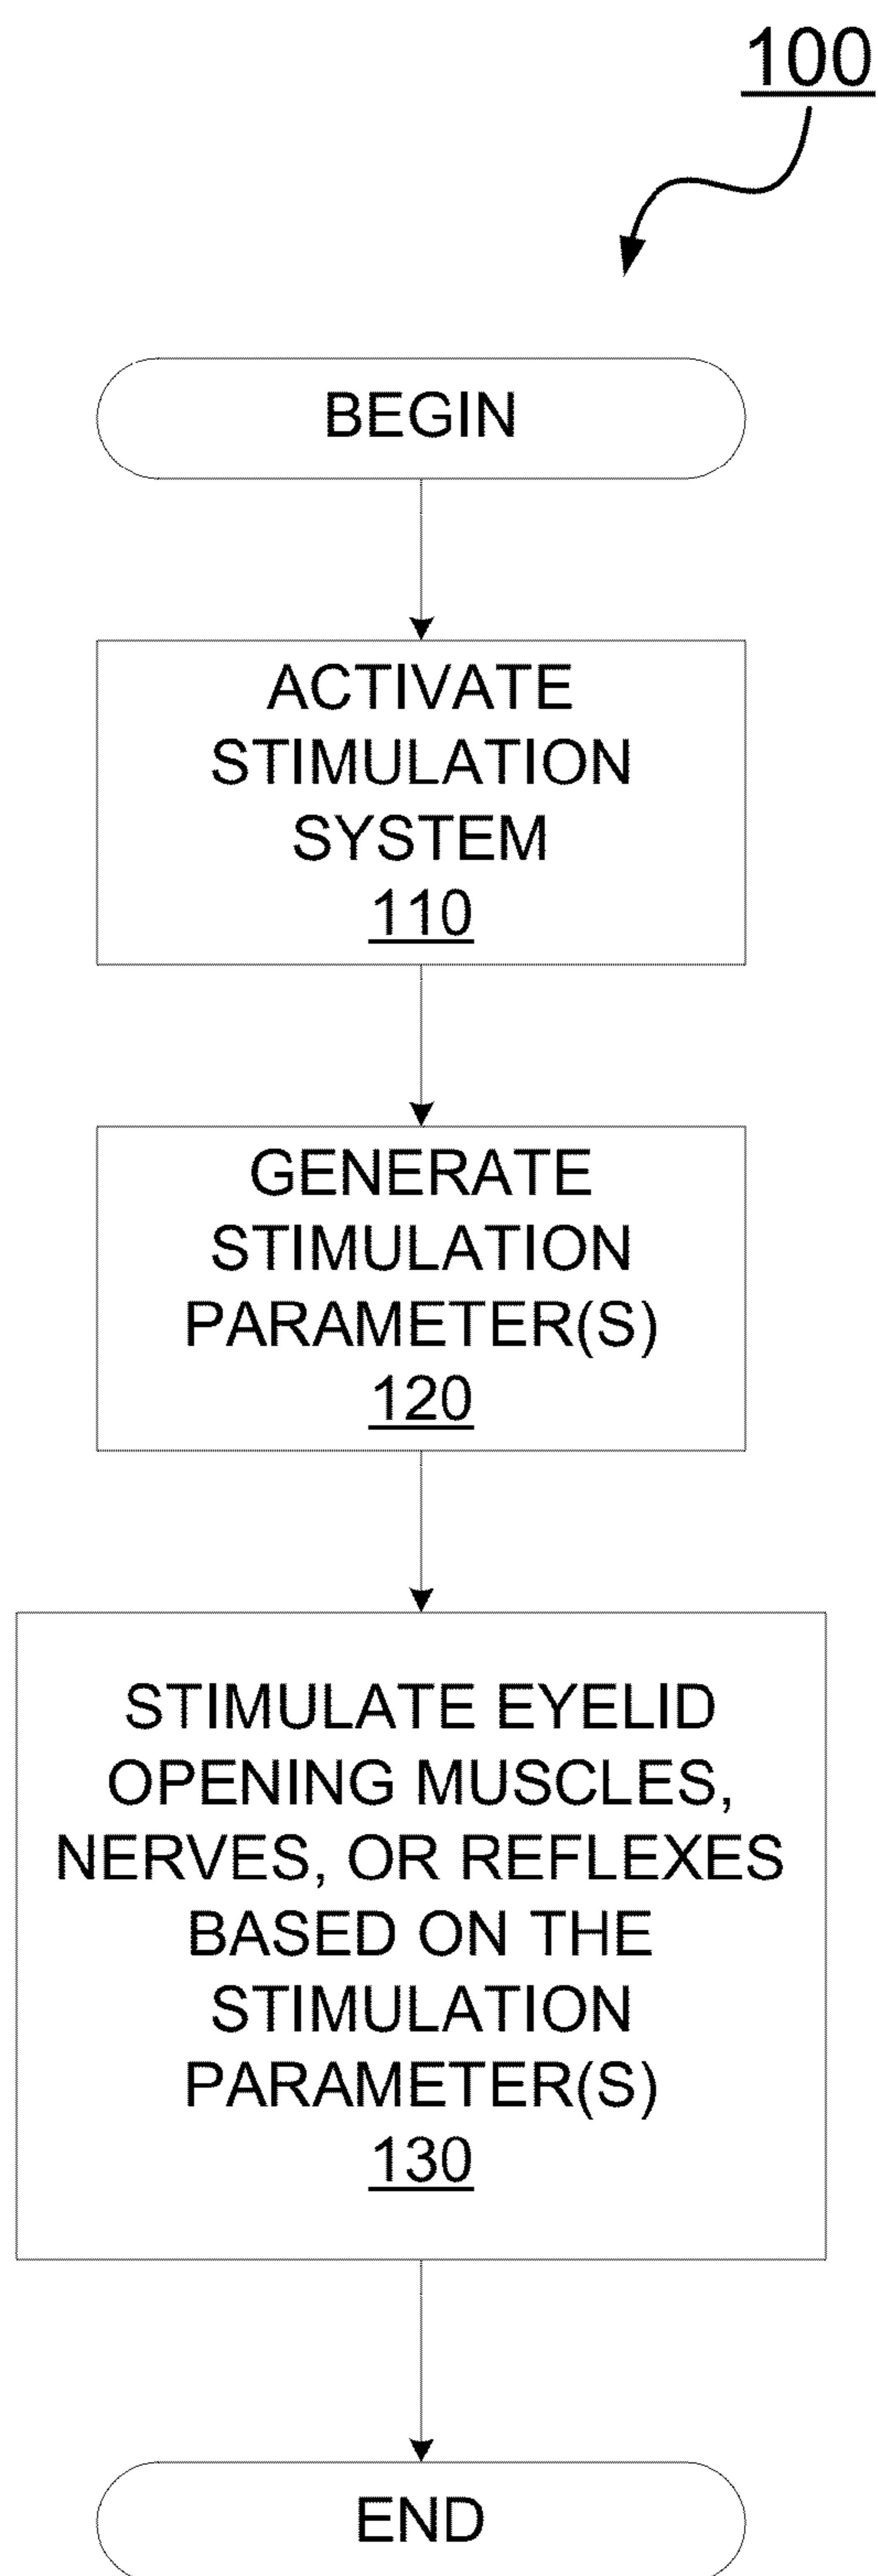 100
BEGIN
ACTIVATE
STIMULATION
SYSTEM
110
GENERATE
STIMULATION
PARAMETER(S)
120
STIMULATE EYELID
OPENING MUSCLES,
NERVES, OR REFLEXES
BASED ON THE
STIMULATION
PARAMETER(S)
130
END